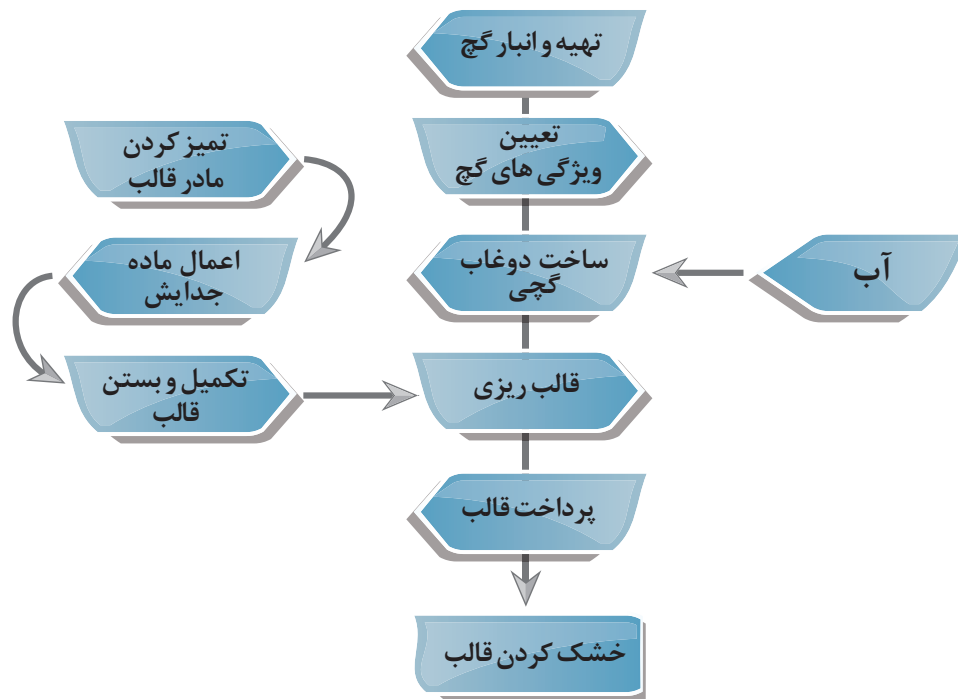 تهیه و انبار گچ
تعیین
ویژگی های گچ
تمیز کردن
مادر قالب
اعمال ماده
جدایش
ساخت دوغاب
گچی
آب
تکمیل و بستن
قالب
قالب ریزی
پرداخت قالب
خشک کردن قالب